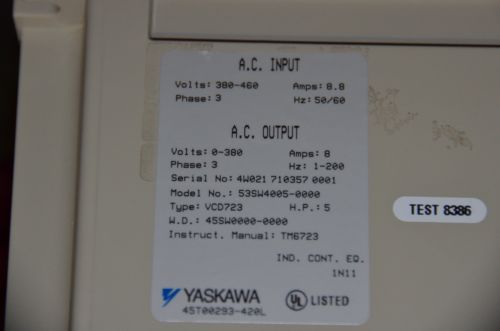 A.C. INPUT
Volts: 380-460 Amps: 8.8
Phase: 3 Hz: 50/60
A.C. OUTPUT
Volts: 0-380 Amps: 8
Phase: 3 Hz: 1-200
Serial No: 4W021 710357 0001
Model No.: 53SW4005-0000
Type: VCD723 H.P.: 5
W.D.: 45SW0000-0000
Instruct. Manual: TM6723
IND. CONT. EQ.
1N11
YASKAWA UL LISTED
45T00293-420L
TEST 8386